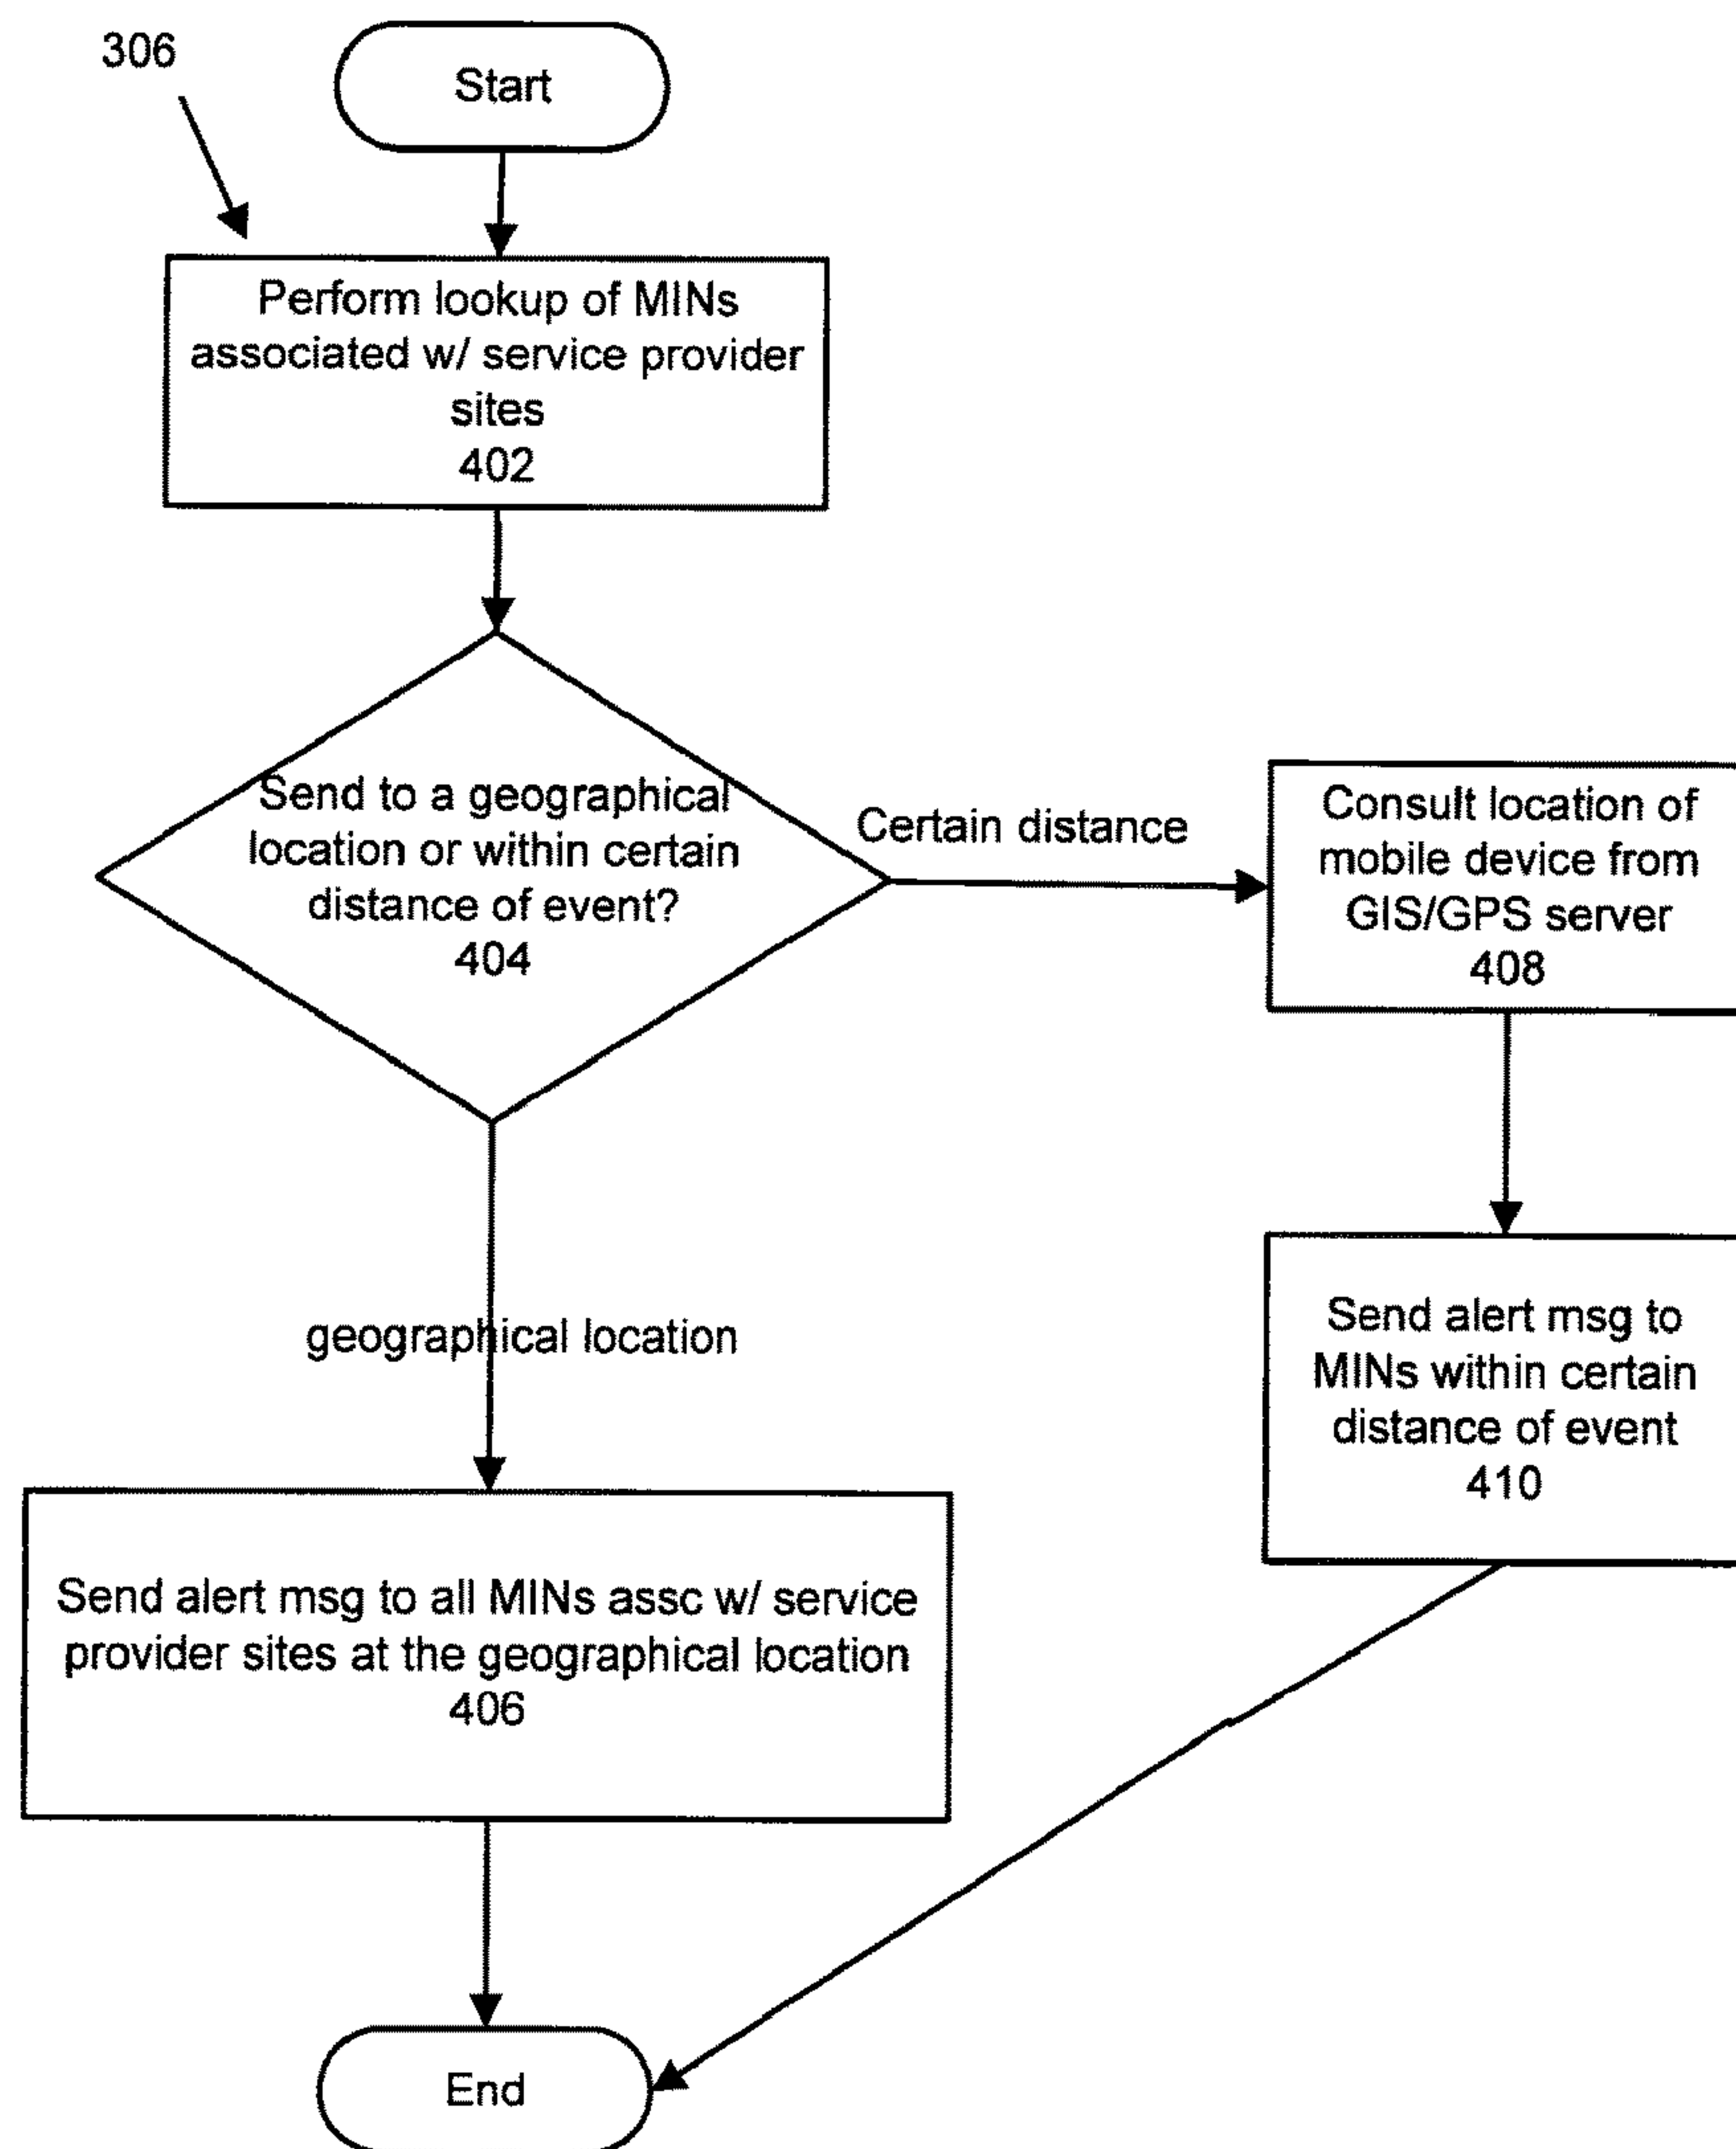 306
Start
Perform lookup of MINs
associated w/ service provider
sites
402
Send to a geographical
location or within certain
distance of event?
404
Certain distance
Consult location of
mobile device from
GIS/GPS server
408
geographical location
Send alert msg to
MINs within certain
distance of event
410
Send alert msg to all MINs assc w/ service
provider sites at the geographical location
406
End